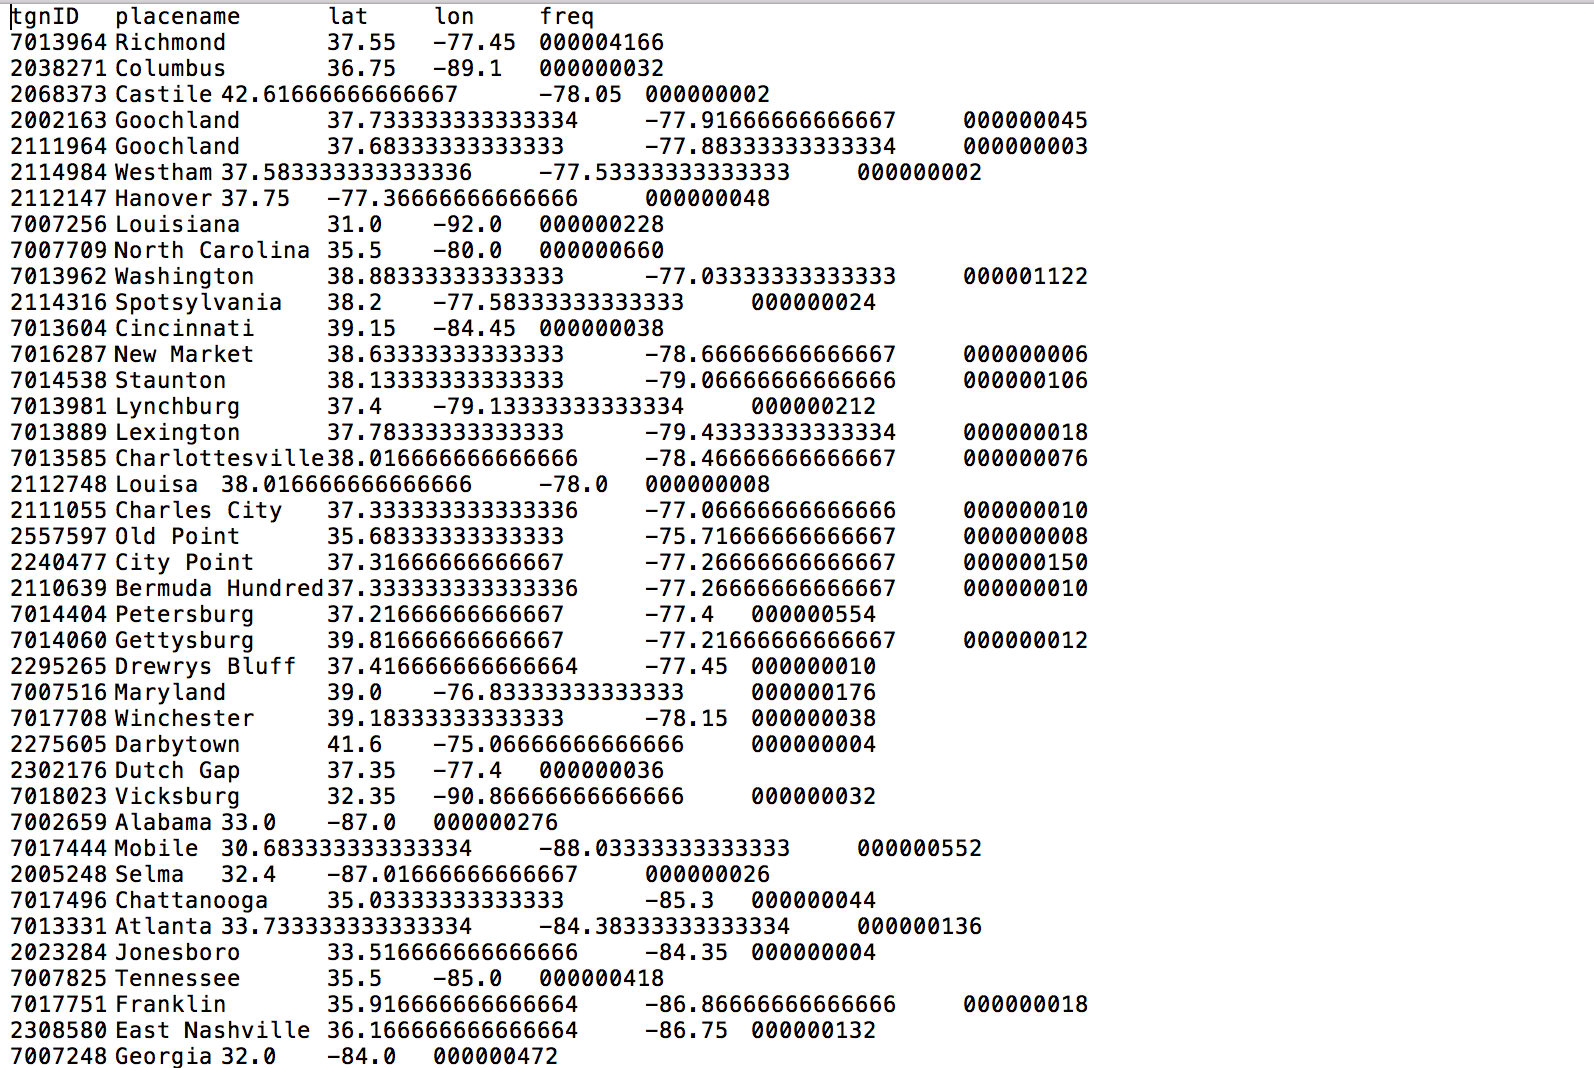 tgnID placename lat lon freq
7013964 Richmond 37.55 -77.45 000004166
2038271 Columbus 36.75 -89.1 000000032
2068373 Castile 42.61666666666667 -78.05 000000002
2002163 Goochland 37.733333333333334 -77.91666666666667 000000045
2111964 Goochland 37.68333333333333 -77.88333333333334 000000003
2114984 Westham 37.583333333333336 -77.53333333333333 000000002
2112147 Hanover 37.75 -77.36666666666666 000000048
7007256 Louisiana 31.0 -92.0 000000228
7007709 North Carolina 35.5 -80.0 000000660
7013962 Washington 38.88333333333333 -77.03333333333333 000001122
2114316 Spotsylvania 38.2 -77.58333333333333 000000024
7013604 Cincinnati 39.15 -84.45 000000038
7016287 New Market 38.63333333333333 -78.66666666666667 000000006
7014538 Staunton 38.13333333333333 -79.06666666666666 000000106
7013981 Lynchburg 37.4 -79.13333333333334 000000212
7013889 Lexington 37.78333333333333 -79.43333333333334 000000018
7013585 Charlottesville 38.016666666666666 -78.46666666666667 000000076
2112748 Louisa 38.016666666666666 -78.0 000000008
2111055 Charles City 37.333333333333336 -77.06666666666666 000000010
2557597 Old Point 35.68333333333333 -75.71666666666667 000000008
2240477 City Point 37.31666666666667 -77.26666666666667 000000150
2110639 Bermuda Hundred 37.333333333333336 -77.26666666666667 000000010
7014404 Petersburg 37.21666666666667 -77.4 000000554
7014060 Gettysburg 39.81666666666667 -77.21666666666667 000000012
2295265 Drewrys Bluff 37.416666666666664 -77.45 000000010
7007516 Maryland 39.0 -76.83333333333333 000000176
7017708 Winchester 39.18333333333333 -78.15 000000038
2275605 Darbytown 41.6 -75.06666666666666 000000004
2302176 Dutch Gap 37.35 -77.4 000000036
7018023 Vicksburg 32.35 -90.86666666666666 000000032
7002659 Alabama 33.0 -87.0 000000276
7017444 Mobile 30.683333333333334 -88.03333333333333 000000552
2005248 Selma 32.4 -87.01666666666667 000000026
7017496 Chattanooga 35.03333333333333 -85.3 000000044
7013331 Atlanta 33.733333333333334 -84.38333333333334 000000136
2023284 Jonesboro 33.516666666666666 -84.35 000000004
7007825 Tennessee 35.5 -85.0 000000418
7017751 Franklin 35.916666666666664 -86.86666666666666 000000018
2308580 East Nashville 36.166666666666664 -86.75 000000132
7007248 Georgia 32.0 -84.0 000000472